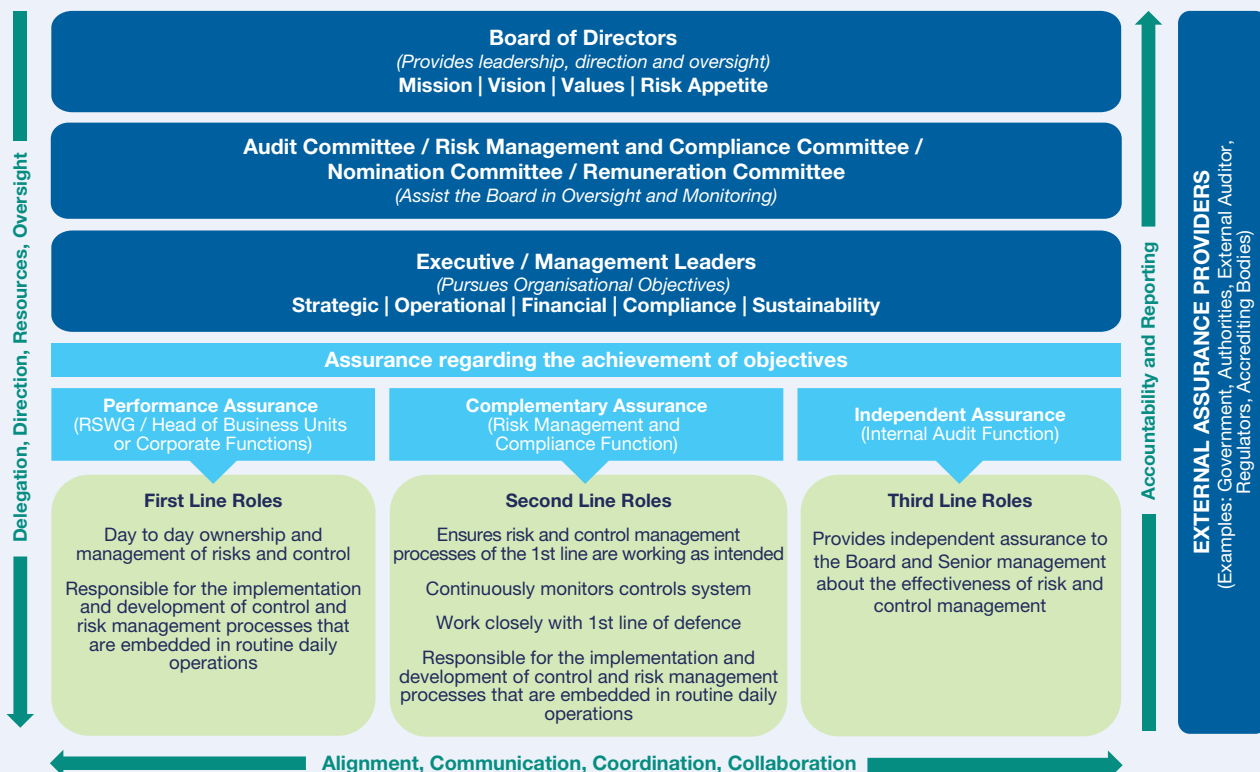 Board of Directors
(Provides leadership, direction and oversight)
Mission | Vision | Values | Risk Appetite
Audit Committee / Risk Management and Compliance Committee /
Nomination Committee / Remuneration Committee
(Assist the Board in Oversight and Monitoring)
Executive / Management Leaders
(Pursues Organisational Objectives)
Strategic | Operational | Financial | Compliance | Sustainability
Assurance regarding the achievement of objectives
Performance Assurance
(RSWG / Head of Business Units
or Corporate Functions)
Complementary Assurance
(Risk Management and
Compliance Function)
Independent Assurance
(Internal Audit Function)
First Line Roles
Day to day ownership and
management of risks and control
Responsible for the implementation
and development of control and
risk management processes that
are embedded in routine daily
operations
Second Line Roles
Ensures risk and control management
processes of the 1st line are working as intended
Continuously monitors controls system
Work closely with 1st line of defence
Responsible for the implementation and
development of control and risk management
processes that are embedded in routine daily
operations
Third Line Roles
Provides independent assurance to
the Board and Senior management
about the effectiveness of risk and
control management
Delegation, Direction, Resources, Oversight
Accountability and Reporting
EXTERNAL ASSURANCE PROVIDERS
(Examples: Government, Authorities, External Auditor,
Regulators, Accrediting Bodies)
Alignment, Communication, Coordination, Collaboration